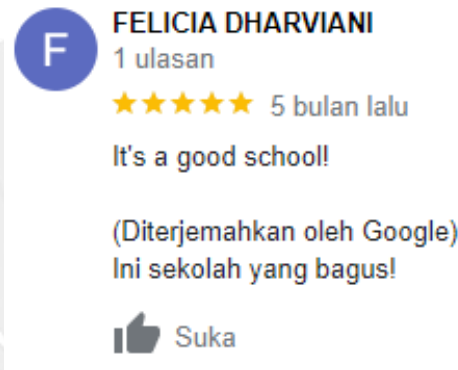 F
FELICIA DHARVIANI
1 ulasan
5 bulan lalu
It's a good school!
(Diterjemahkan oleh Google)
Ini sekolah yang bagus!
Suka